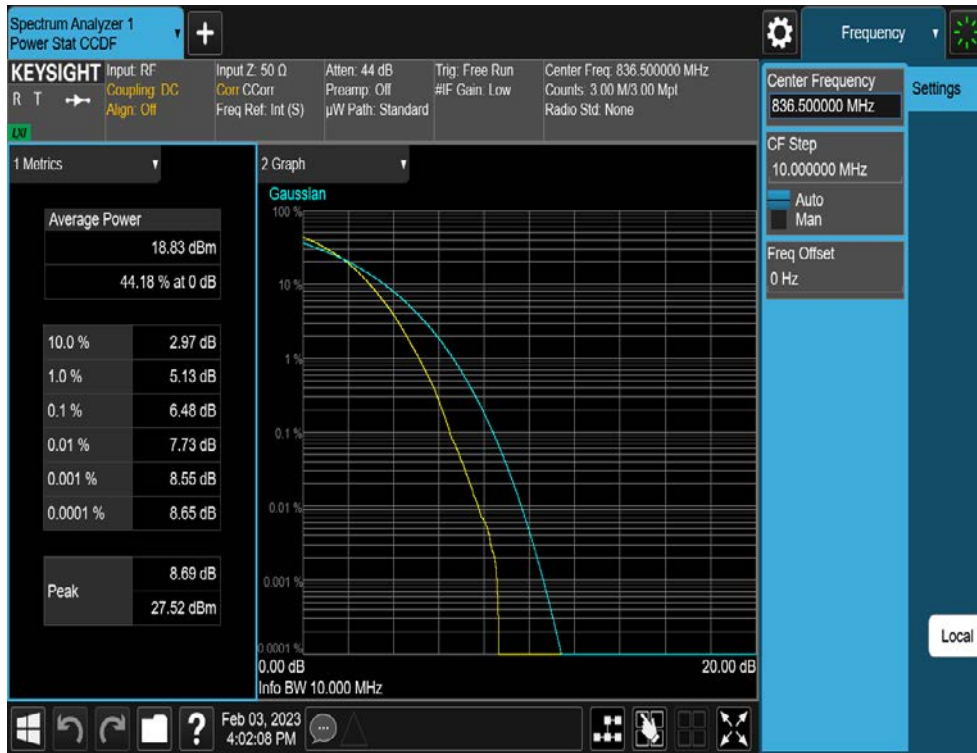 Spectrum Analyzer 1
Power Stat CCDF
+
Frequency
KEYSIGHT
R T
LXI
Input: RF
Coupling: DC
Align: Off
Input Z: 50 Ω
Corr CCorr
Freq Ref: Int (S)
Atten: 44 dB
Preamp: Off
µW Path: Standard
Trig: Free Run
#IF Gain: Low
Center Freq: 836.500000 MHz
Counts: 3.00 M/3.00 Mpt
Radio Std: None
Center Frequency
836.500000 MHz
Settings
CF Step
10.000000 MHz
Auto
Man
Freq Offset
0 Hz
Local
1 Metrics
Average Power
18.83 dBm
44.18 % at 0 dB
10.0 % 2.97 dB
1.0 % 5.13 dB
0.1 % 6.48 dB
0.01 % 7.73 dB
0.001 % 8.55 dB
0.0001 % 8.65 dB
Peak
8.69 dB
27.52 dBm
2 Graph
Gaussian
100 %
10 %
1 %
0.1 %
0.01 %
0.001 %
0.0001 %
0.00 dB
20.00 dB
Info BW 10.000 MHz
?
Feb 03, 2023
4:02:08 PM